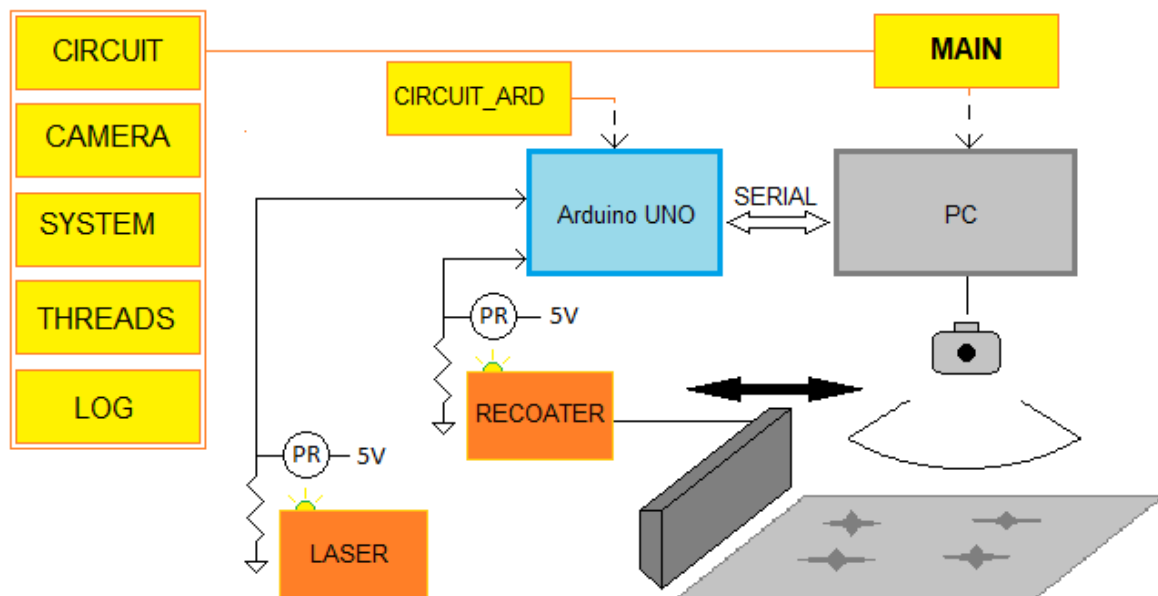 CIRCUIT
MAIN
CIRCUIT_ARD
CAMERA
SYSTEM
Arduino UNO
SERIAL
PC
THREADS
PR
5V
LOG
RECOATER
PR
5V
LASER